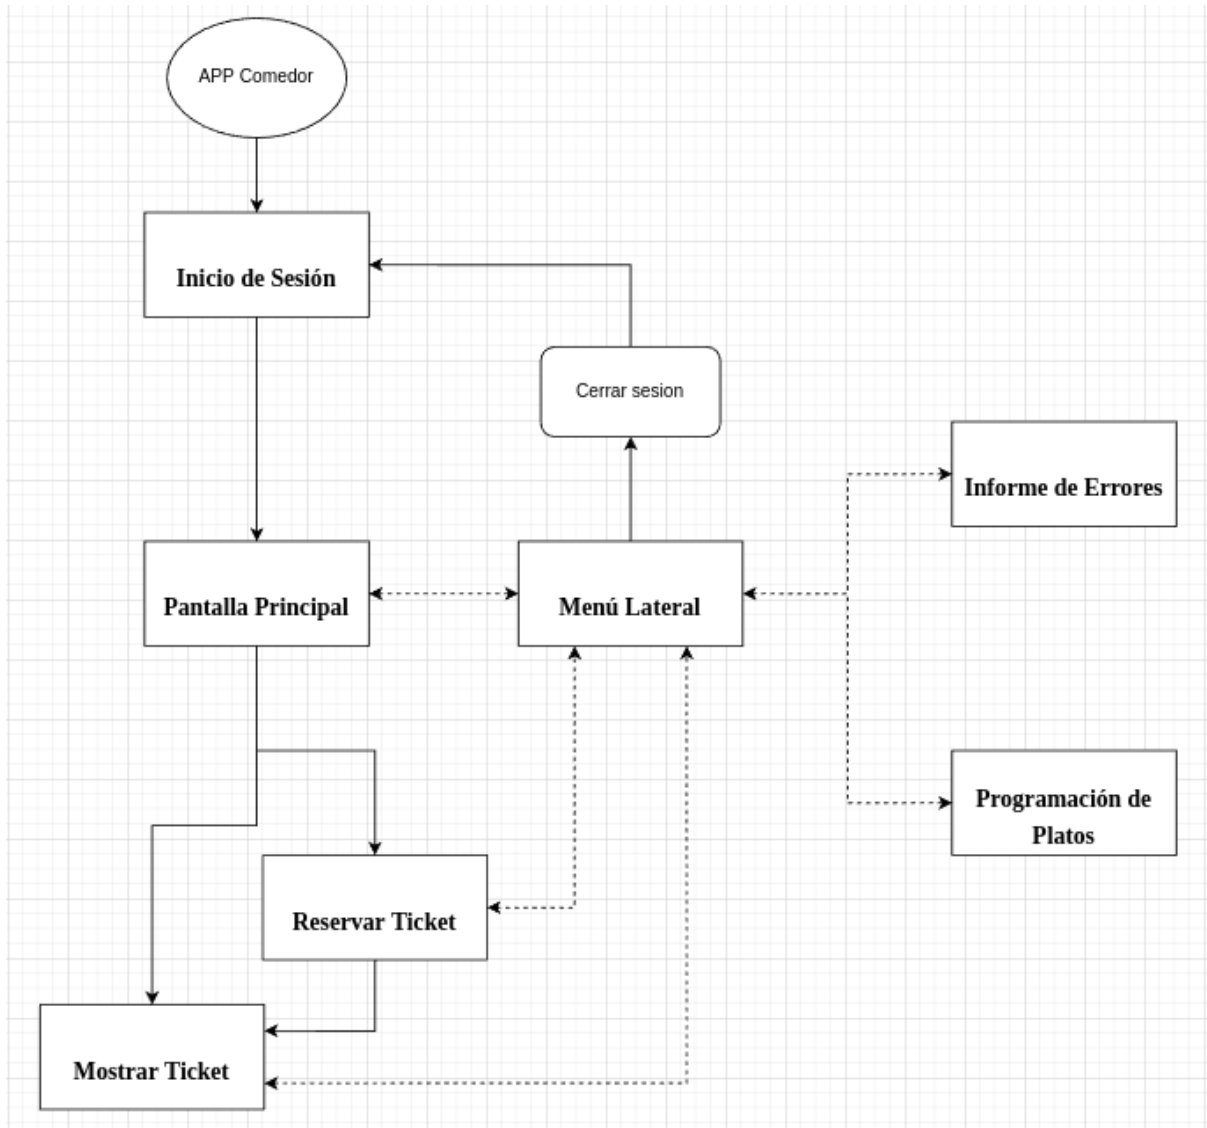 APP Comedor
Inicio de Sesión
Cerrar sesion
Informe de Errores
Pantalla Principal
Menú Lateral
Programación de
Platos
Reservar Ticket
Mostrar Ticket